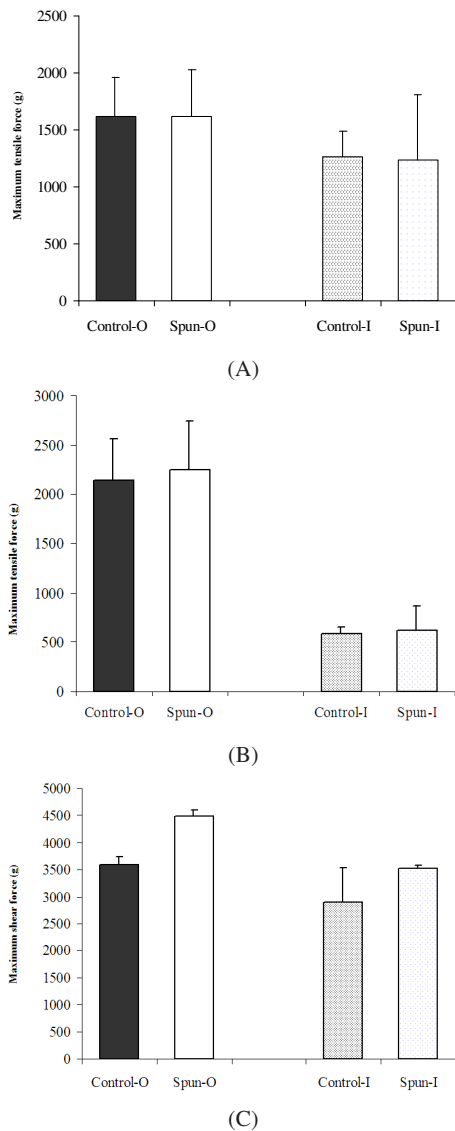 2500
2000
1500
1000
500
0
Maximum tensile force (g)
Control-O Spun-O Control-I Spun-I
(A)
3000
2500
2000
1500
1000
500
0
Maximum tensile force (g)
Control-O Spun-O Control-I Spun-I
(B)
5000
4500
4000
3500
3000
2500
2000
1500
1000
500
0
Maximum shear force (g)
Control-O Spun-O Control-I Spun-I
(C)